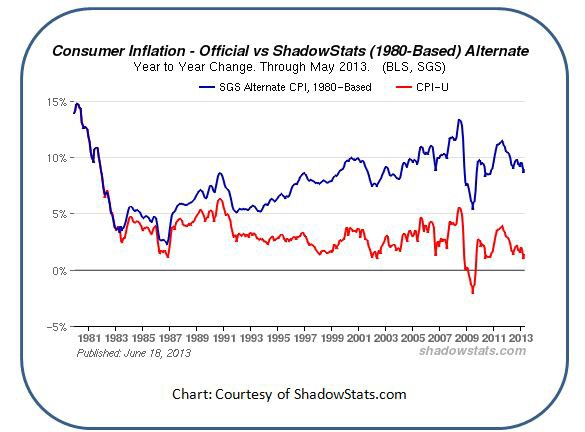 Consumer Inflation - Official vs ShadowStats (1980-Based) Alternate
Year to Year Change. Through May 2013. (BLS, SGS)
SGS Alternate CPI, 1980-Based CPI-U
15%
10%
5%
0%
-5%
1981 1983 1985 1987 1989 1991 1993 1995 1997 1999 2001 2003 2005 2007 2009 2011 2013
Published: June 18, 2013 shadowstats.com
Chart: Courtesy of ShadowStats.com